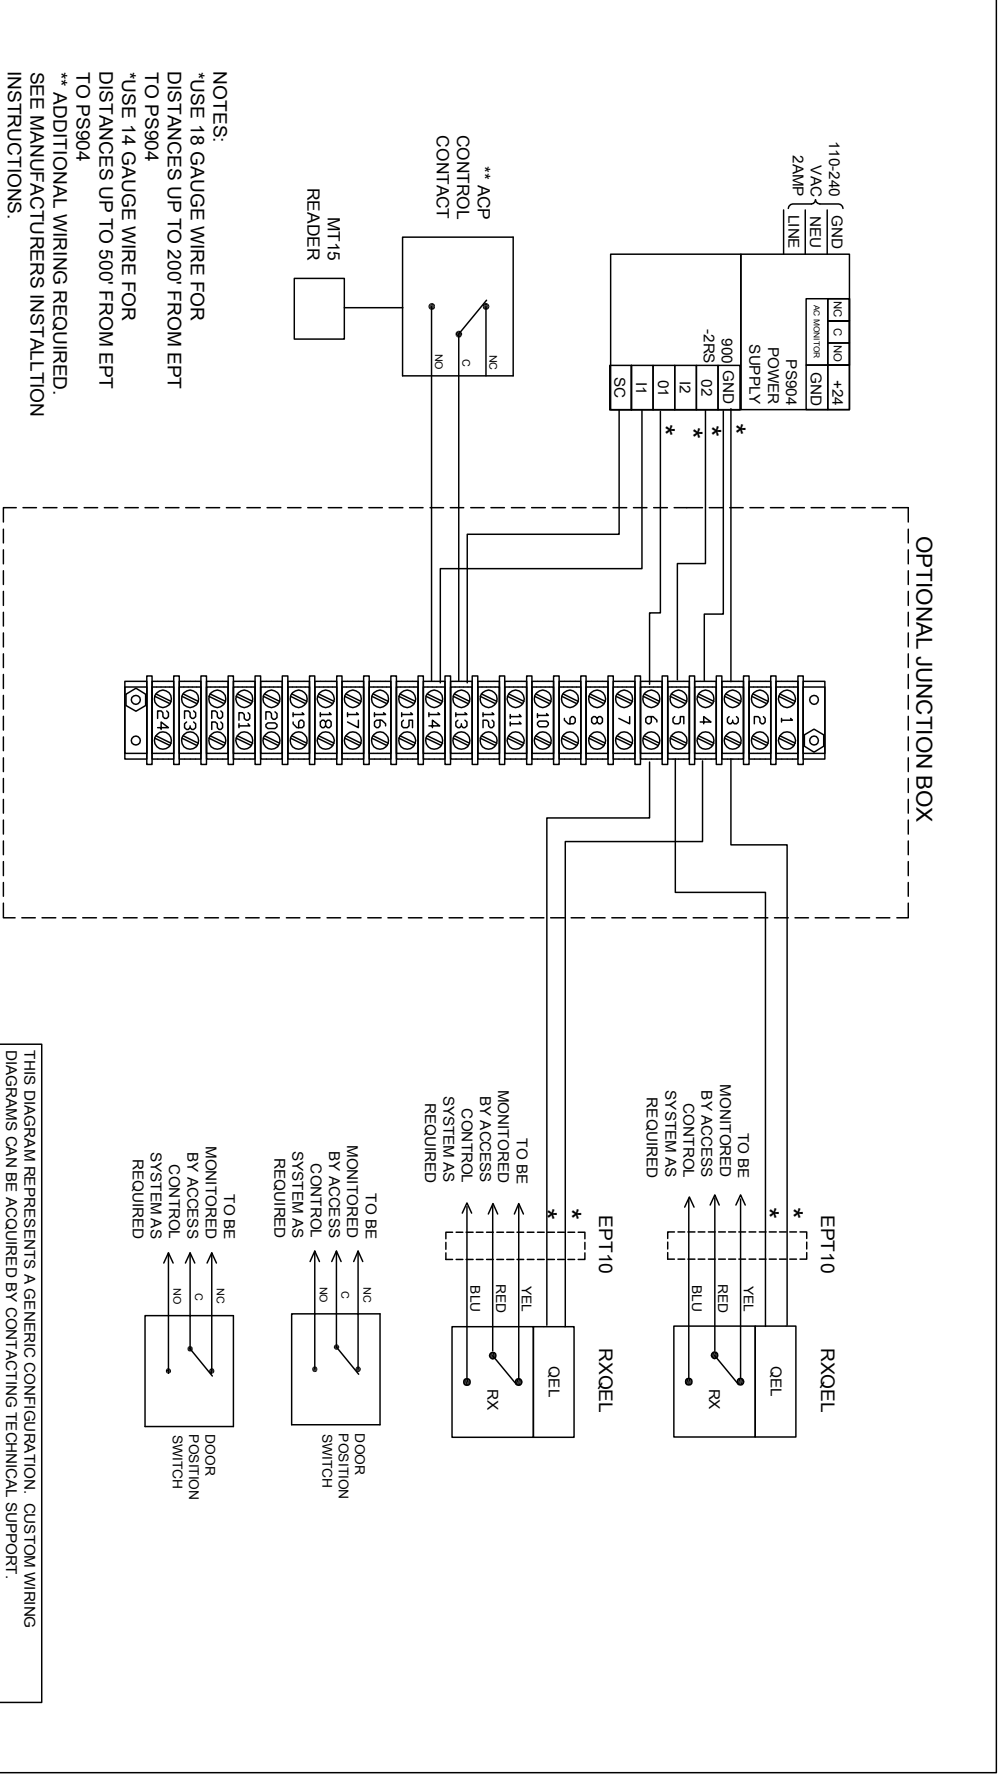 OPTIONAL JUNCTION BOX
110-240
VAC
2AMP
GND
NEU
LINE
NC C NO
AC MONITOR
+24
GND
PS904
POWER
SUPPLY
900
-2RS
GND
02
I2
01
I1
SC
*
*
*
*
** ACP
CONTROL
CONTACT
NC
C
NO
MT15
READER
1
2
3
4
5
6
7
8
9
10
11
12
13
14
15
16
17
18
19
20
21
22
23
24
EPT10
RXQEL
*
*
QEL
RX
YEL
RED
BLU
TO BE
MONITORED
BY ACCESS
CONTROL
SYSTEM AS
REQUIRED
EPT10
RXQEL
*
*
QEL
RX
YEL
RED
BLU
TO BE
MONITORED
BY ACCESS
CONTROL
SYSTEM AS
REQUIRED
TO BE
MONITORED
BY ACCESS
CONTROL
SYSTEM AS
REQUIRED
NC
C
NO
DOOR
POSITION
SWITCH
TO BE
MONITORED
BY ACCESS
CONTROL
SYSTEM AS
REQUIRED
NC
C
NO
DOOR
POSITION
SWITCH
NOTES:
*USE 18 GAUGE WIRE FOR
DISTANCES UP TO 200' FROM EPT
TO PS904
*USE 14 GAUGE WIRE FOR
DISTANCES UP TO 500' FROM EPT
TO PS904
** ADDITIONAL WIRING REQUIRED.
SEE MANUFACTURERS INSTALLTION
INSTRUCTIONS.
THIS DIAGRAM REPRESENTS A GENERIC CONFIGURATION. CUSTOM WIRING
DIAGRAMS CAN BE ACQUIRED BY CONTACTING TECHNICAL SUPPORT.